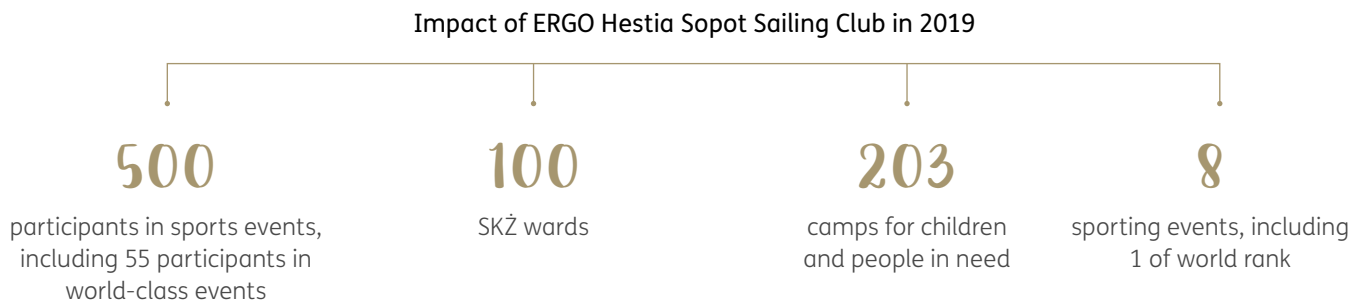 Impact of ERGO Hestia Sopot Sailing Club in 2019
500
participants in sports events,
including 55 participants in
world-class events
100
SKŻ wards
203
camps for children
and people in need
8
sporting events, including
1 of world rank